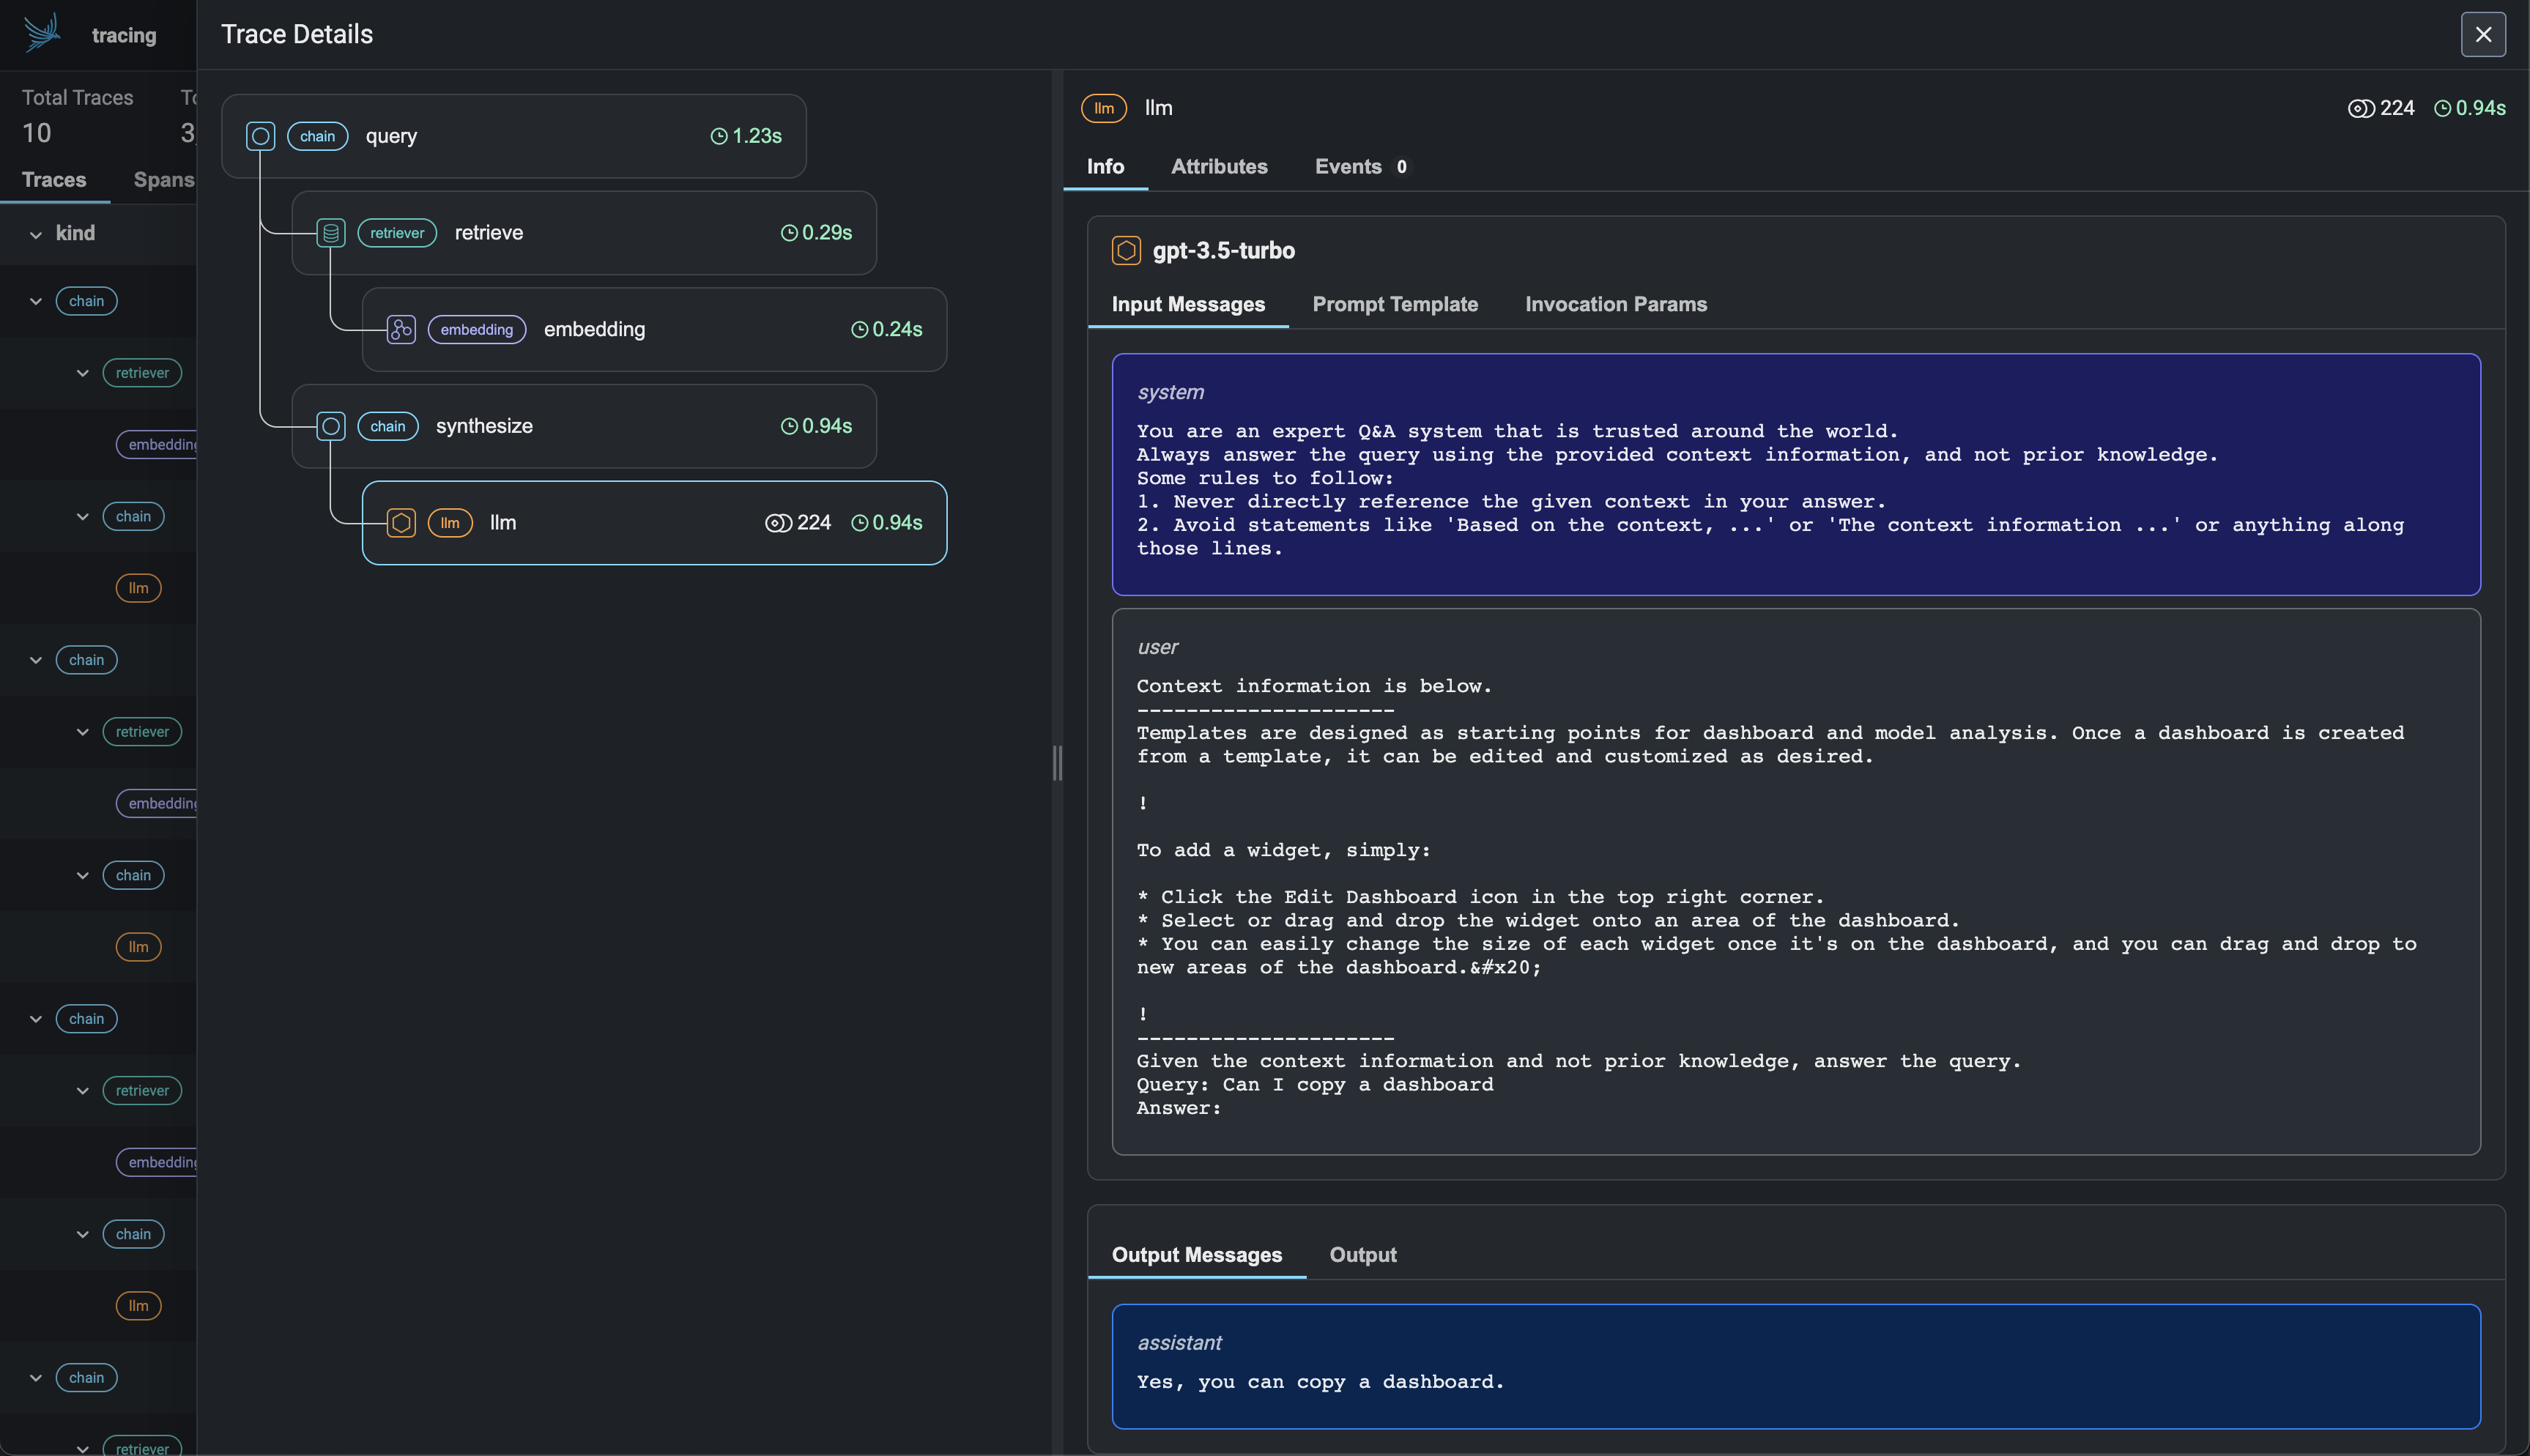 tracing
Total Traces
10
Traces
Spans
kind
chain
retriever
embedding
chain
llm
chain
retriever
embedding
chain
llm
chain
retriever
embedding
chain
llm
chain
retriever
Trace Details
chain query 1.23s
retriever retrieve 0.29s
embedding embedding 0.24s
chain synthesize 0.94s
llm llm 224 0.94s
llm llm 224 0.94s
Info Attributes Events 0
gpt-3.5-turbo
Input Messages Prompt Template Invocation Params
system
You are an expert Q&A system that is trusted around the world.
Always answer the query using the provided context information, and not prior knowledge.
Some rules to follow:
1. Never directly reference the given context in your answer.
2. Avoid statements like 'Based on the context, ...' or 'The context information ...' or anything along
those lines.
user
Context information is below.
---------------------
Templates are designed as starting points for dashboard and model analysis. Once a dashboard is created
from a template, it can be edited and customized as desired.
!
To add a widget, simply:
* Click the Edit Dashboard icon in the top right corner.
* Select or drag and drop the widget onto an area of the dashboard.
* You can easily change the size of each widget once it's on the dashboard, and you can drag and drop to
new areas of the dashboard.&#x20;
!
---------------------
Given the context information and not prior knowledge, answer the query.
Query: Can I copy a dashboard
Answer:
Output Messages Output
assistant
Yes, you can copy a dashboard.